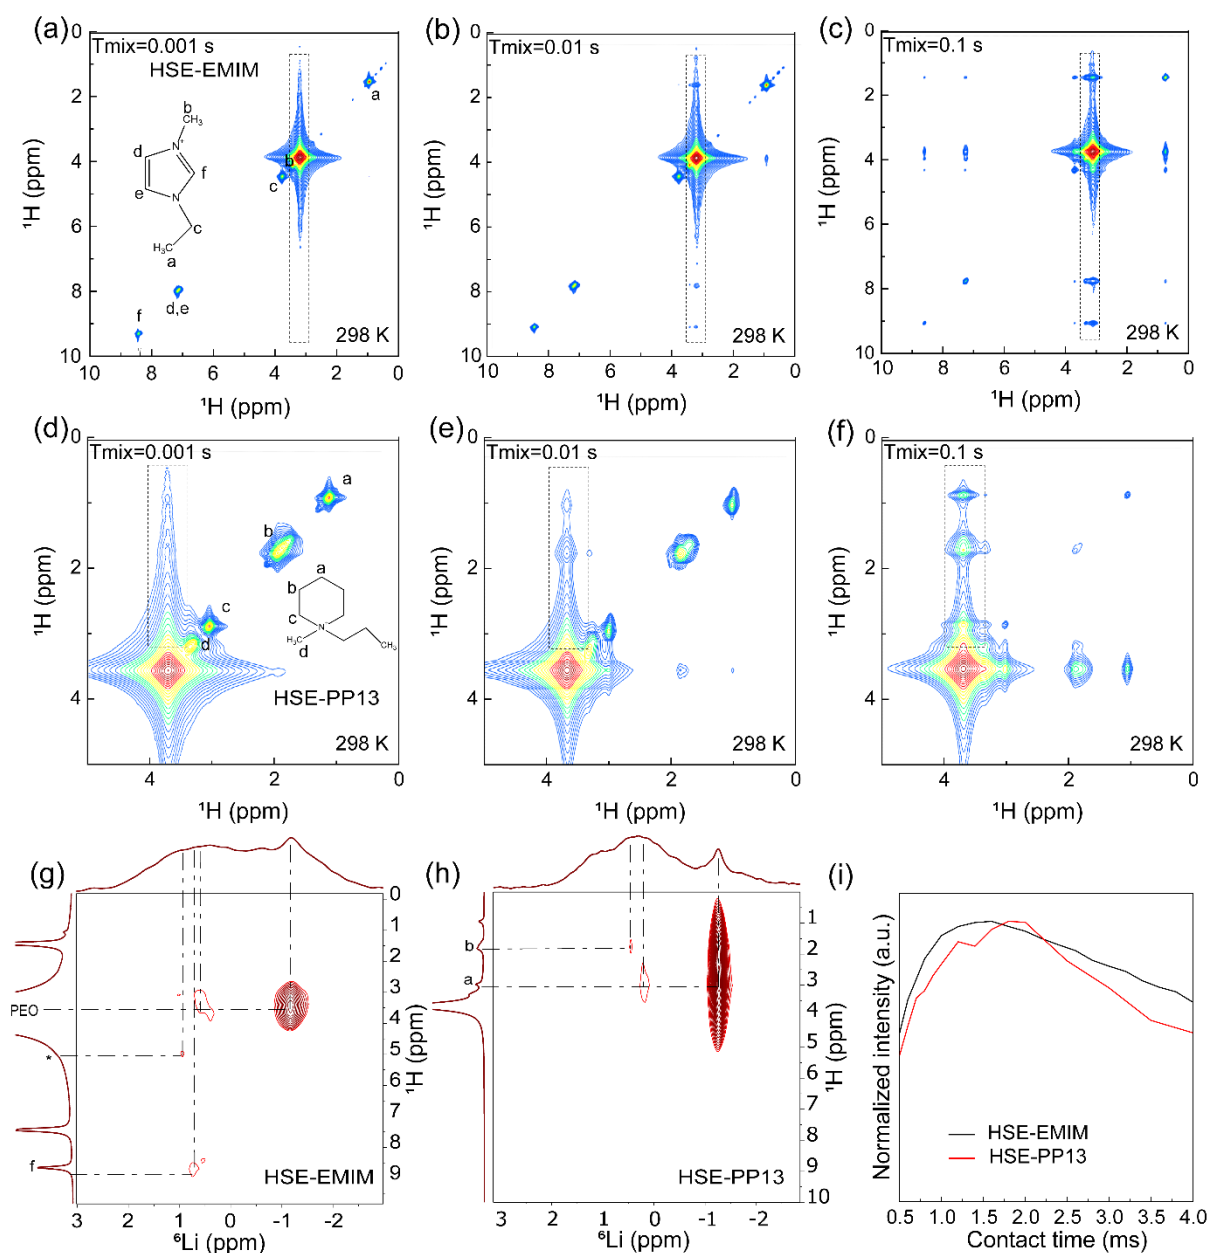 (a)
Tmix=0.001 s
HSE-EMIM
b
CH₃
d
N⁺
f
e
N
c
H₃C
a
a
b
c
d,e
f
298 K
0
2
4
6
8
10
¹H (ppm)
10 8 6 4 2 0
¹H (ppm)
(b)
Tmix=0.01 s
298 K
0
2
4
6
8
10
¹H (ppm)
10 8 6 4 2 0
¹H (ppm)
(c)
Tmix=0.1 s
298 K
0
2
4
6
8
10
¹H (ppm)
10 8 6 4 2 0
¹H (ppm)
(d)
Tmix=0.001 s
a
b
c
d
a
b
c
N
H₃C
CH₃
d
HSE-PP13
298 K
0
2
4
¹H (ppm)
4 2 0
¹H (ppm)
(e)
Tmix=0.01 s
298 K
0
2
4
¹H (ppm)
4 2 0
¹H (ppm)
(f)
Tmix=0.1 s
298 K
0
2
4
¹H (ppm)
4 2 0
¹H (ppm)
(g)
PEO
*
f
HSE-EMIM
0
1
2
3
4
5
6
7
8
9
¹H (ppm)
3 2 1 0 -1 -2
⁶Li (ppm)
(h)
b
a
HSE-PP13
1
2
3
4
5
6
7
8
9
10
¹H (ppm)
3 2 1 0 -1 -2
⁶Li (ppm)
(i)
Normalized intensity (a.u.)
HSE-EMIM
HSE-PP13
0.5 1.0 1.5 2.0 2.5 3.0 3.5 4.0
Contact time (ms)